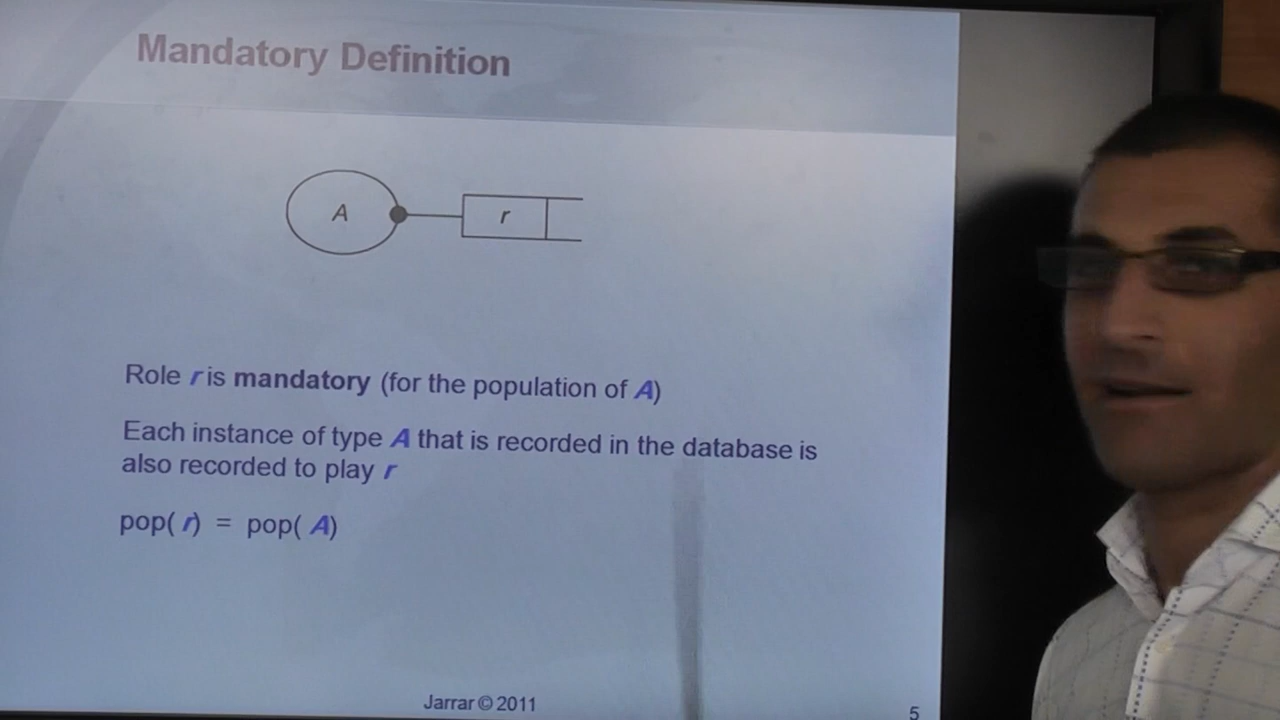 Mandatory Definition
A
r
Role r is mandatory (for the population of A)
Each instance of type A that is recorded in the database is
also recorded to play r
pop( r) = pop( A)
Jarrar © 2011
5